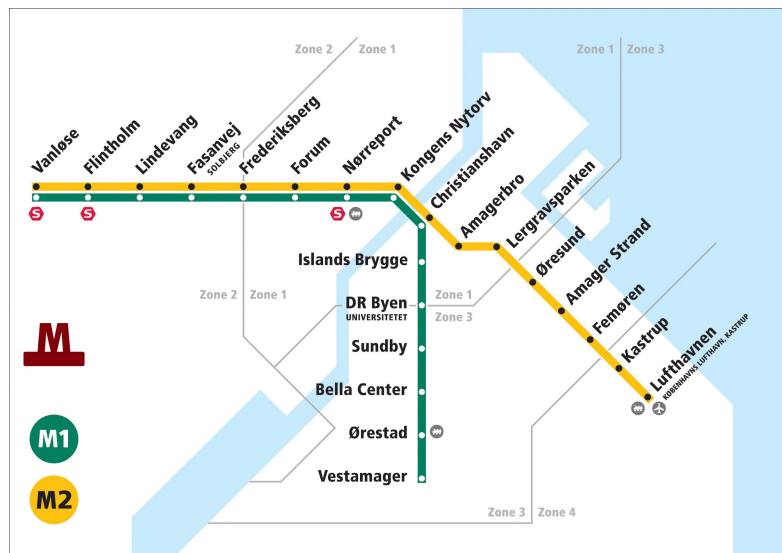 Zone 2
Zone 1
Zone 1
Zone 3
Vanløse
Flintholm
Lindevang
Fasanvej
SOLBJERG
Frederiksberg
Forum
Nørreport
Kongens Nytorv
Christianshavn
Amagerbro
Lergravsparken
Øresund
Amager Strand
Femøren
Kastrup
Lufthavnen
KØBENHAVNS LUFTHAVN, KASTRUP
S
S
S
Islands Brygge
Zone 2
Zone 1
DR Byen
UNIVERSITETET
Zone 1
Zone 3
Sundby
Bella Center
Ørestad
Vestamager
M
M1
M2
Zone 3
Zone 4